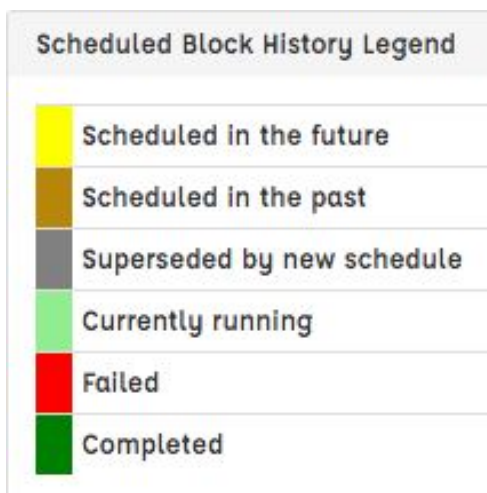 Scheduled Block History Legend
Scheduled in the future
Scheduled in the past
Superseded by new schedule
Currently running
Failed
Completed